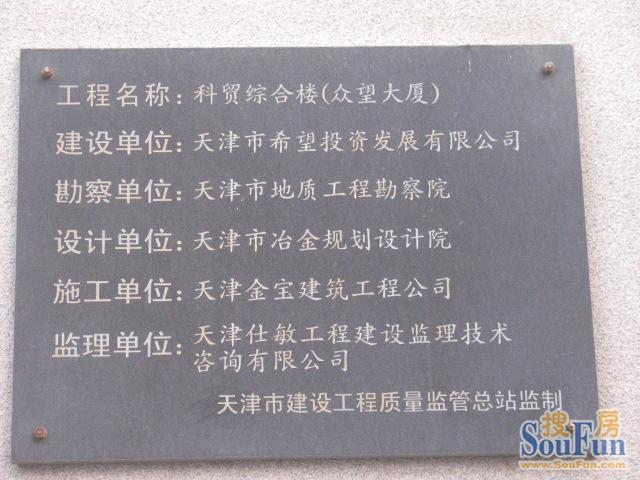 工程名称：科贸综合楼(众望大厦)
建设单位：天津市希望投资发展有限公司
勘察单位：天津市地质工程勘察院
设计单位：天津市冶金规划设计院
施工单位：天津金宝建筑工程公司
监理单位：天津仕敏工程建设监理技术
咨询有限公司
天津市建设工程质量监管总站监制
搜房
SouFun
www.SouFun.com